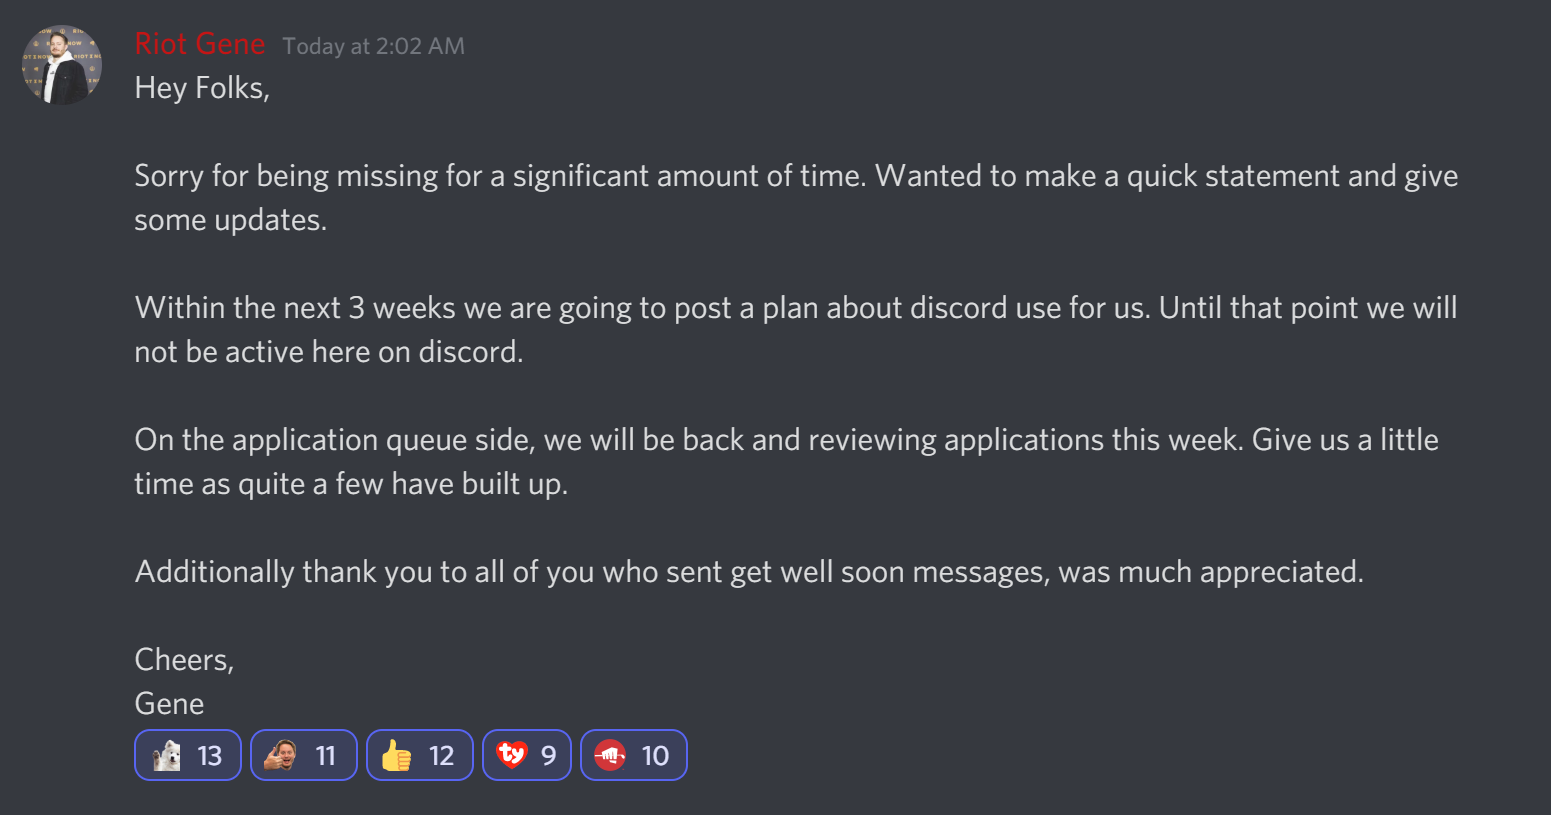 Riot Gene Today at 2:02 AM
Hey Folks,
Sorry for being missing for a significant amount of time. Wanted to make a quick statement and give
some updates.
Within the next 3 weeks we are going to post a plan about discord use for us. Until that point we will
not be active here on discord.
On the application queue side, we will be back and reviewing applications this week. Give us a little
time as quite a few have built up.
Additionally thank you to all of you who sent get well soon messages, was much appreciated.
Cheers,
Gene
13 11 12 ty 9 10